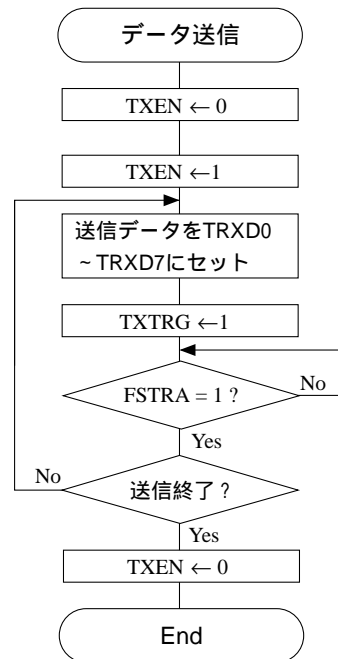 データ送信
TXEN ← 0
TXEN ←1
送信データをTRXD0
~ TRXD7にセット
TXTRG ←1
FSTRA = 1 ?
No
Yes
No
送信終了 ?
Yes
TXEN ← 0
End